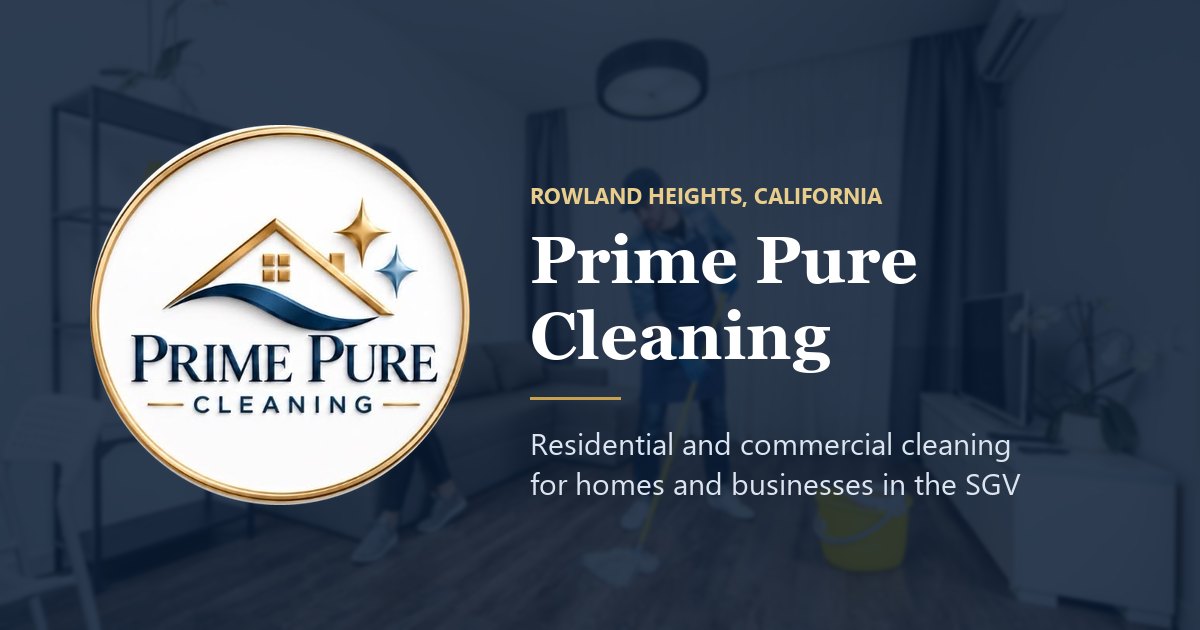 PRIME PURE
CLEANING
ROWLAND HEIGHTS, CALIFORNIA
Prime Pure
Cleaning
Residential and commercial cleaning
for homes and businesses in the SGV